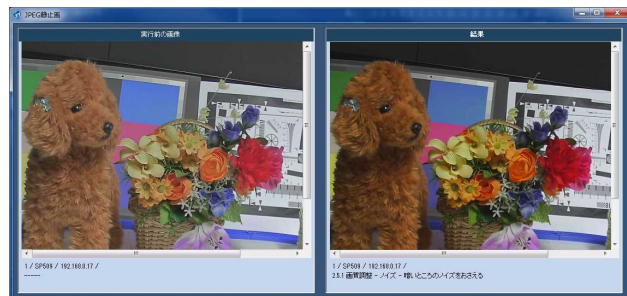 JPEG静止画
実行前の画像
結果
1 / SP509 / 192.168.0.17 /
-----
1 / SP509 / 192.168.0.17 /
2.5.1 画質調整 - ノイズ - 暗いところのノイズをおさえる